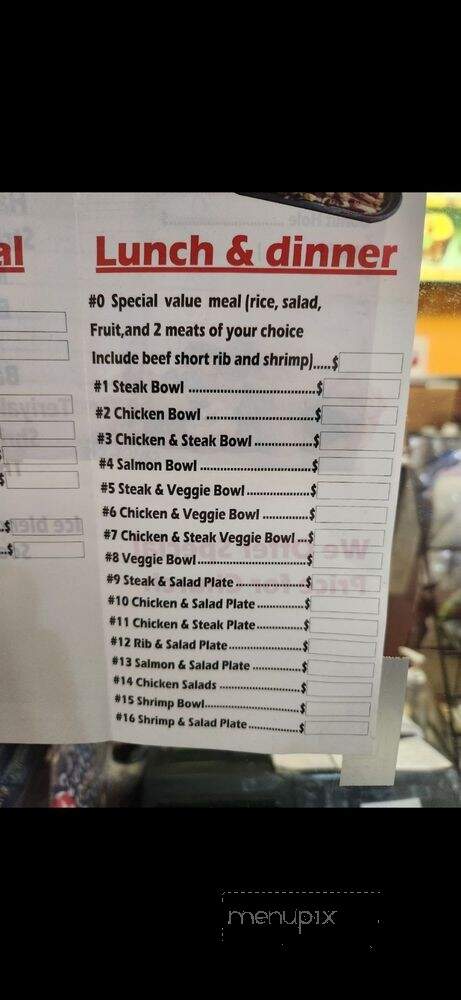 al
Lunch & dinner
#0 Special value meal (rice, salad,
Fruit,and 2 meats of your choice
Include beef short rib and shrimp).....$
#1 Steak Bowl ................................$
#2 Chicken Bowl .............................$
#3 Chicken & Steak Bowl ...............$
#4 Salmon Bowl ..............................$
#5 Steak & Veggie Bowl.................$
#6 Chicken & Veggie Bowl ............$
#7 Chicken & Steak Veggie Bowl ...$
#8 Veggie Bowl..............................$
#9 Steak & Salad Plate ....................$
#10 Chicken & Salad Plate .............$
#11 Chicken & Steak Plate..............$
#12 Rib & Salad Plate......................$
#13 Salmon & Salad Plate ...............$
#14 Chicken Salads ........................$
#15 Shrimp Bowl............................$
#16 Shrimp & Salad Plate...............$
$
$
..$
...$
menupix